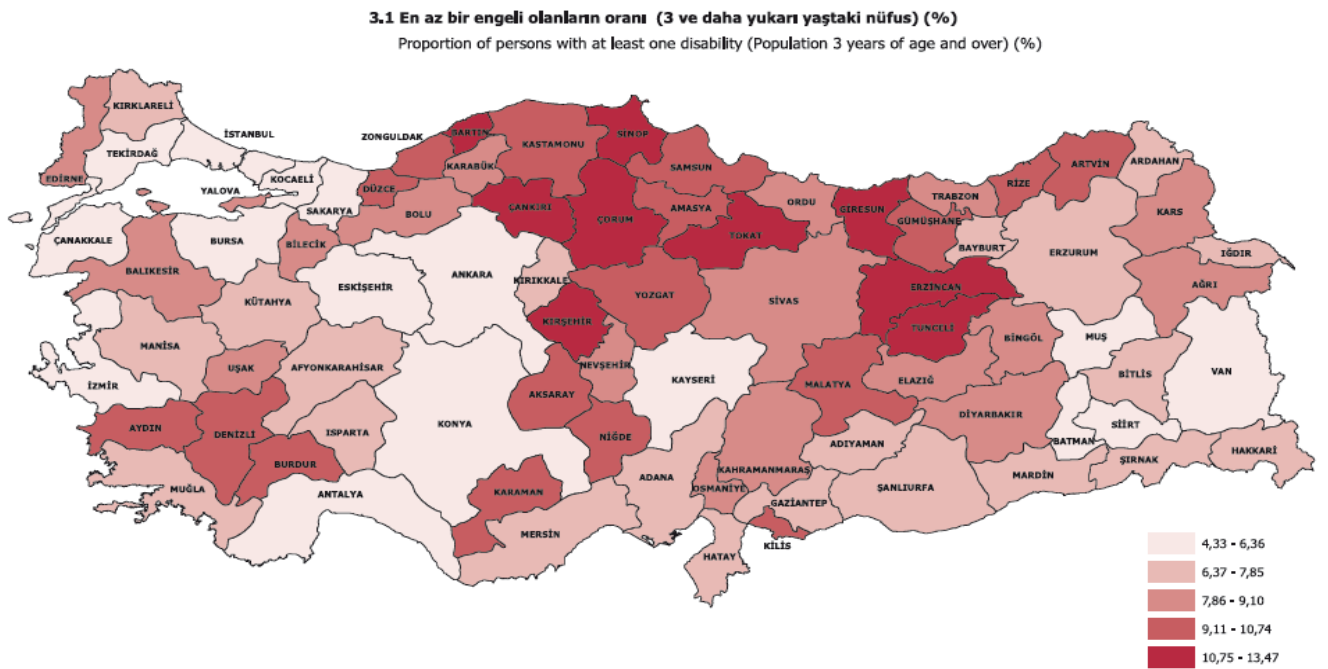 3.1 En az bir engeli olanların oranı (3 ve daha yukarı yaştaki nüfus) (%)
Proportion of persons with at least one disability (Population 3 years of age and over) (%)
KIRKLARELİ
İSTANBUL
ZONGULDAK
BARTIN
KASTAMONU
SINOP
TEKİRDAĞ
EDİRNE
KOCAELİ
YALOVA
SAKARYA
DÜZCE
KARABÜK
BOLU
SAMSUN
ÇANKIRI
ÇORUM
AMASYA
TOKAT
ORDU
GIRESUN
TRABZON
GÜMÜŞHANE
RİZE
ARTVİN
ARDAHAN
BAYBURT
KARS
ERZURUM
IĞDIR
AĞRI
ÇANAKKALE
BURSA
BİLECİK
BALIKESİR
ESKİŞEHİR
ANKARA
KIRIKKALE
KÜTAHYA
KIRŞEHİR
YOZGAT
SİVAS
ERZINCAN
TUNCELİ
MANİSA
UŞAK
AFYONKARAHİSAR
NEVŞEHİR
KAYSERİ
MALATYA
ELAZIĞ
BİNGÖL
MUŞ
BİTLİS
VAN
İZMİR
AKSARAY
KONYA
AYDIN
DENİZLİ
ISPARTA
BURDUR
NİĞDE
DİYARBAKIR
BATMAN
SİİRT
ADIYAMAN
ŞIRNAK
HAKKARİ
MUĞLA
ANTALYA
KARAMAN
MERSİN
ADANA
KAHRAMANMARAŞ
OSMANİYE
GAZİANTEP
ŞANLIURFA
MARDİN
KİLİS
HATAY
4,33 - 6,36
6,37 - 7,85
7,86 - 9,10
9,11 - 10,74
10,75 - 13,47